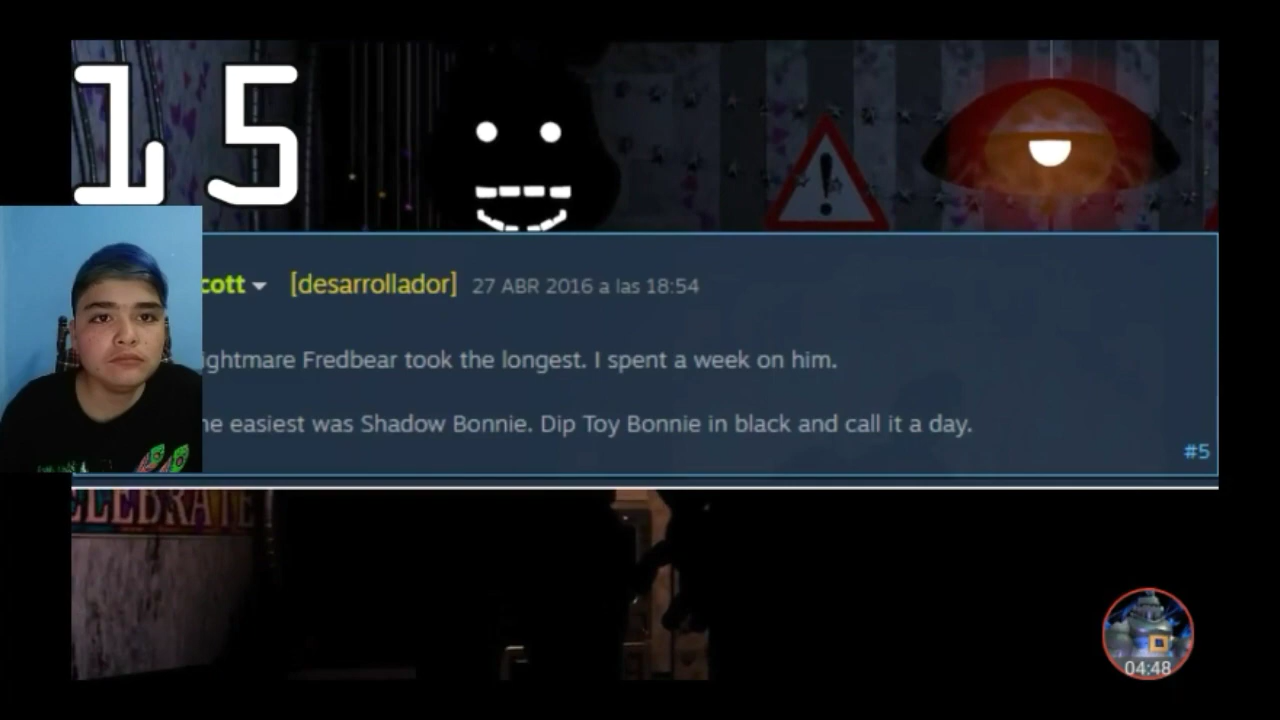 15
cott [desarrollador] 27 ABR 2016 a las 18:54
ightmare Fredbear took the longest. I spent a week on him.
he easiest was Shadow Bonnie. Dip Toy Bonnie in black and call it a day.
#5
ELEBRATE
04:48